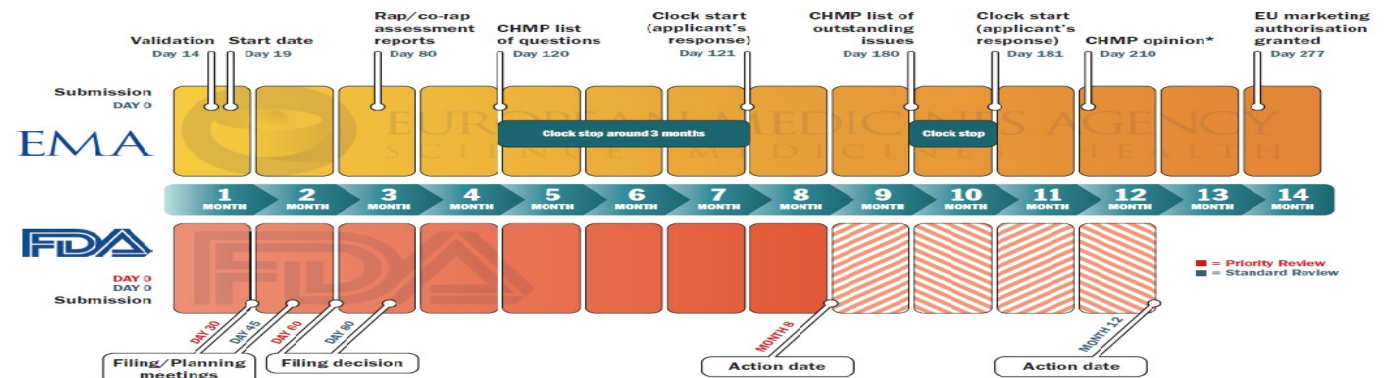 Validation
Day 14
Start date
Day 19
Rap/co-rap
assessment
reports
Day 80
CHMP list
of questions
Day 120
Clock start
(applicant's
response)
Day 121
CHMP list of
outstanding
issues
Day 180
Clock start
(applicant's
response)
Day 181
CHMP opinion*
Day 210
EU marketing
authorisation
granted
Day 277
Submission
DAY 0
EMA
EUROPEAN MEDICINES AGENCY
SCIENCE MEDICINES HEALTH
Clock stop around 3 months
Clock stop
1 MONTH
2 MONTH
3 MONTH
4 MONTH
5 MONTH
6 MONTH
7 MONTH
8 MONTH
9 MONTH
10 MONTH
11 MONTH
12 MONTH
13 MONTH
14 MONTH
FDA
FDA
DAY 0
DAY 0
Submission
= Priority Review
= Standard Review
DAY 30
DAY 45
DAY 60
DAY 80
MONTH 8
MONTH 12
Filing/Planning
meetings
Filing decision
Action date
Action date